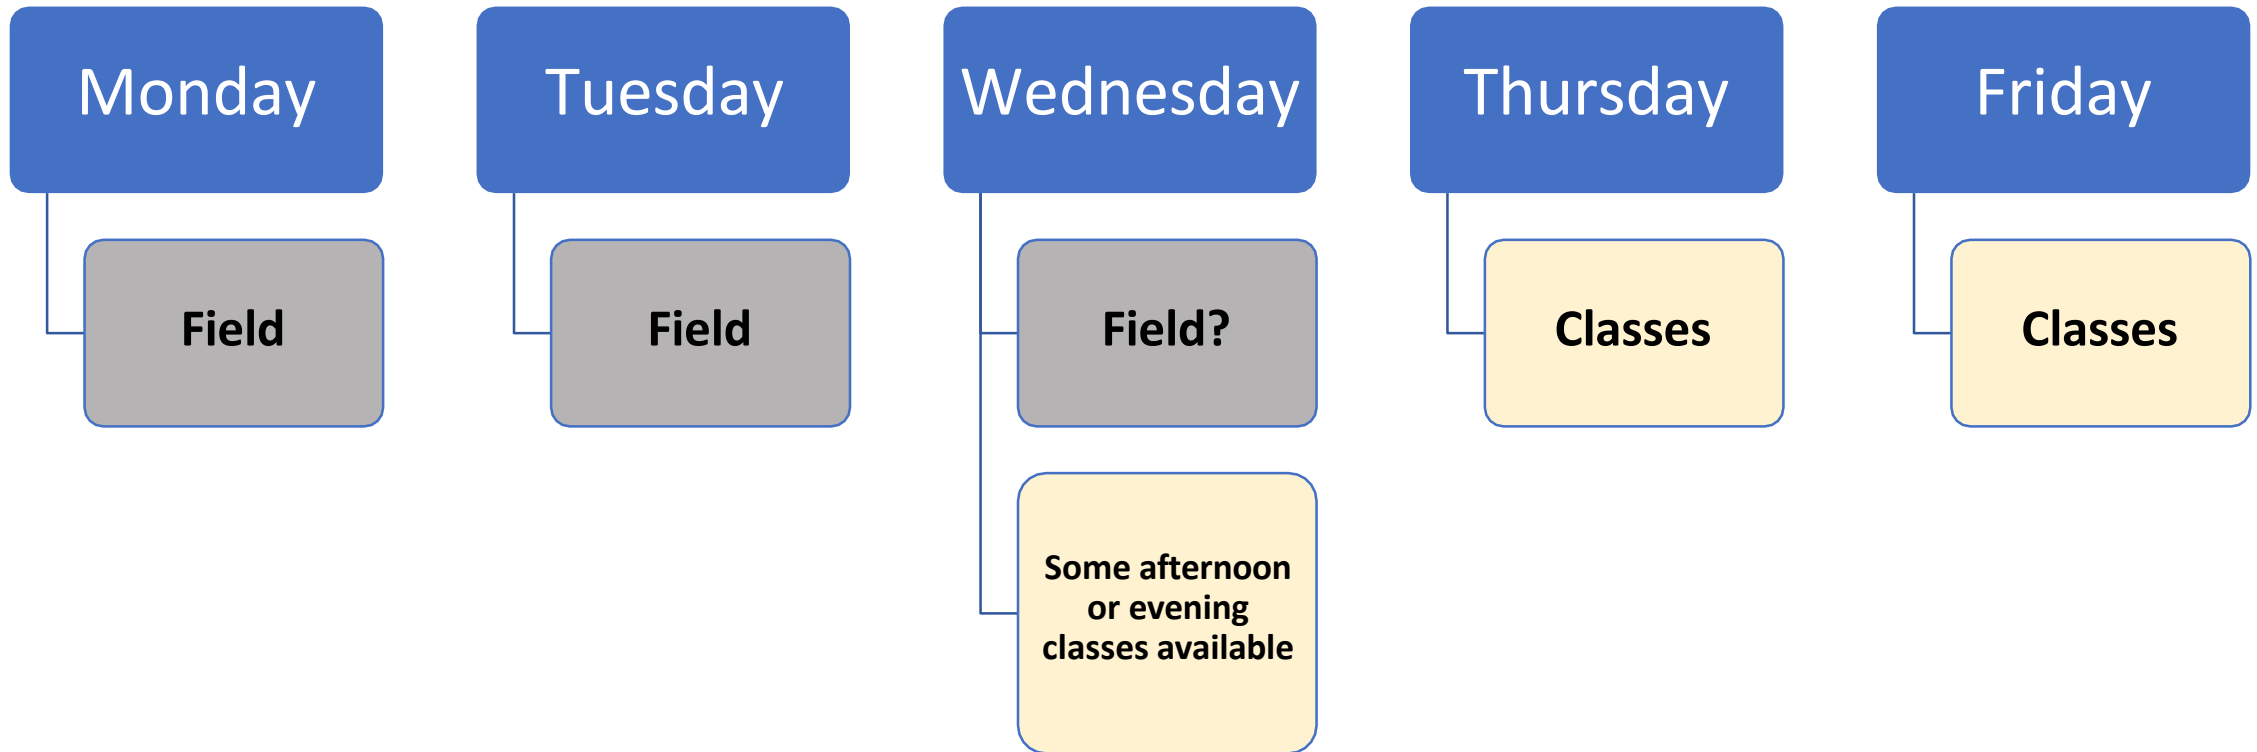 Monday
Tuesday
Wednesday
Thursday
Friday
Field
Field
Field?
Classes
Classes
Some afternoon
or evening
classes available